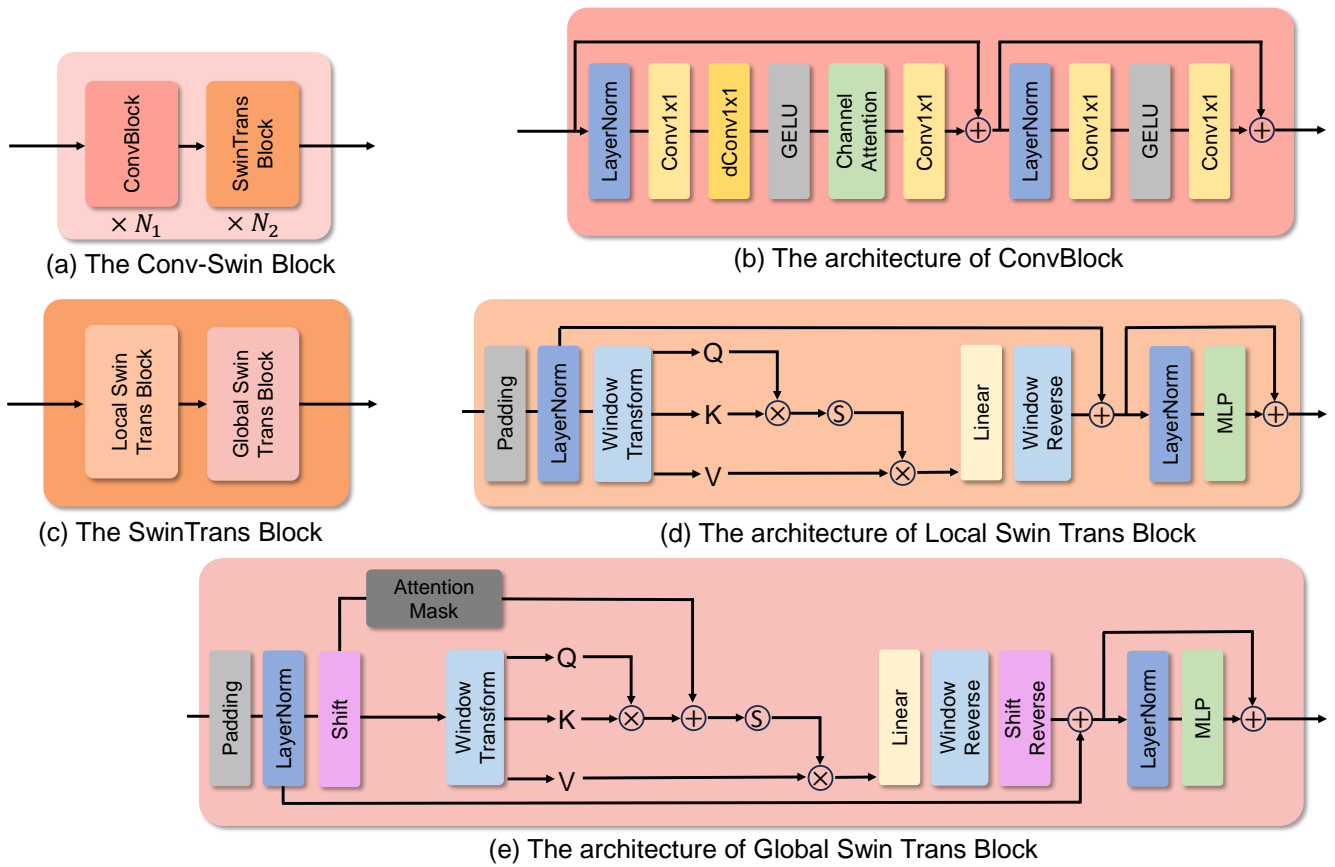 ConvBlock
SwinTrans
Block
× N₁
× N₂
(a) The Conv-Swin Block
LayerNorm
Conv1x1
dConv1x1
GELU
Channel
Attention
Conv1x1
+
LayerNorm
Conv1x1
GELU
Conv1x1
+
(b) The architecture of ConvBlock
Local Swin
Trans Block
Global Swin
Trans Block
(c) The SwinTrans Block
Padding
LayerNorm
Window
Transform
Q
K
V
×
S
×
Linear
Window
Reverse
+
LayerNorm
MLP
+
(d) The architecture of Local Swin Trans Block
Attention
Mask
Padding
LayerNorm
Shift
Window
Transform
Q
K
V
×
+
S
×
Linear
Window
Reverse
Shift
Reverse
+
LayerNorm
MLP
+
(e) The architecture of Global Swin Trans Block